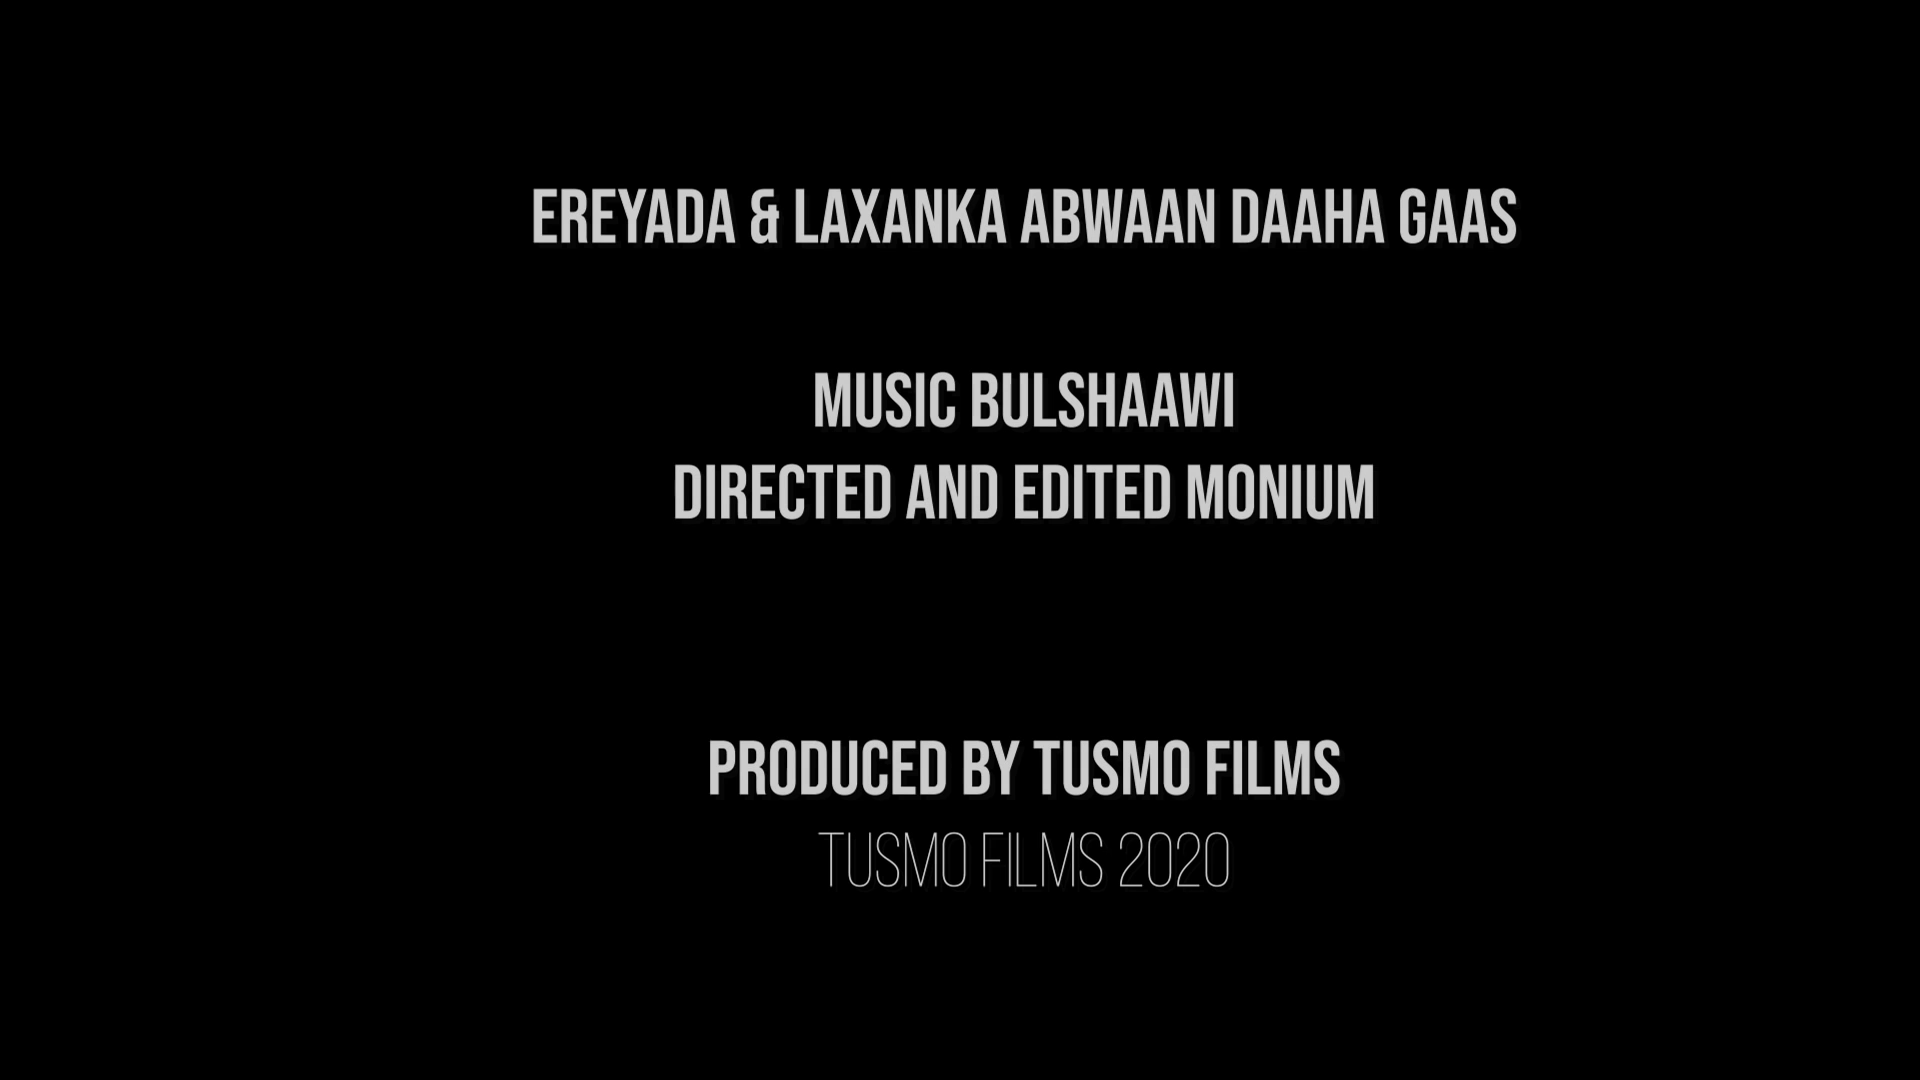 EREYADA & LAXANKA ABWAAN DAAHA GAAS
MUSIC BULSHAAWI
DIRECTED AND EDITED MONIUM
PRODUCED BY TUSMO FILMS
TUSMO FILMS 2020